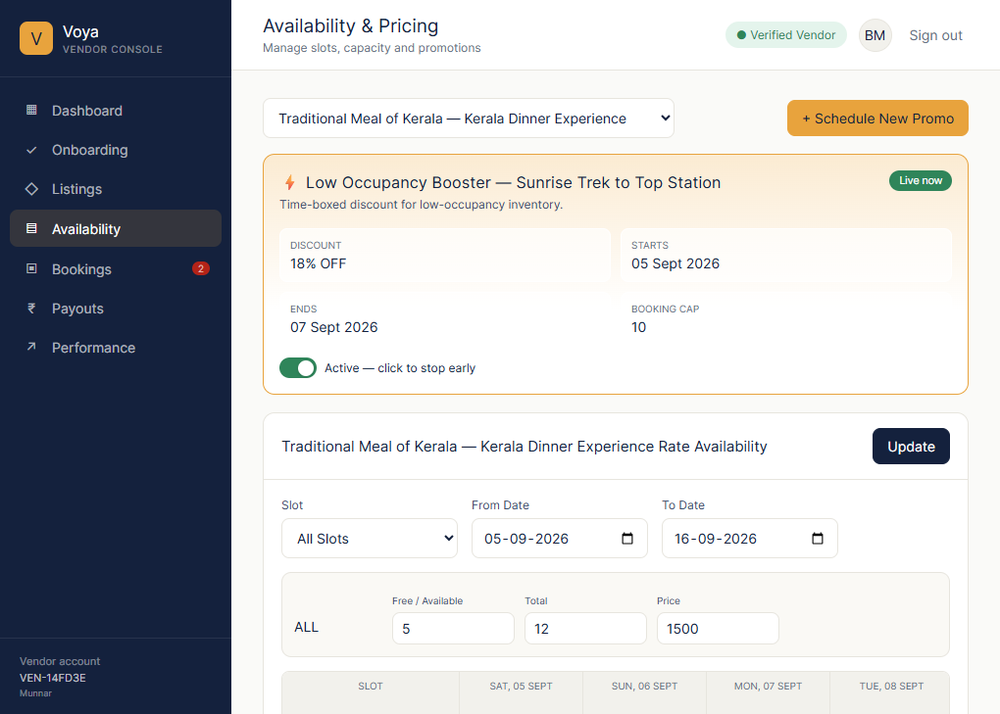 V
Voya
VENDOR CONSOLE
Dashboard
Onboarding
Listings
Availability
Bookings
2
₹ Payouts
Performance
Vendor account
VEN-14FD3E
Munnar
Availability & Pricing
Manage slots, capacity and promotions
Verified Vendor
BM
Sign out
Traditional Meal of Kerala — Kerala Dinner Experience
+ Schedule New Promo
Low Occupancy Booster — Sunrise Trek to Top Station
Live now
Time-boxed discount for low-occupancy inventory.
DISCOUNT
18% OFF
STARTS
05 Sept 2026
ENDS
07 Sept 2026
BOOKING CAP
10
Active — click to stop early
Traditional Meal of Kerala — Kerala Dinner Experience Rate Availability
Update
Slot
All Slots
From Date
05-09-2026
To Date
16-09-2026
ALL
Free / Available
5
Total
12
Price
1500
SLOT
SAT, 05 SEPT
SUN, 06 SEPT
MON, 07 SEPT
TUE, 08 SEPT